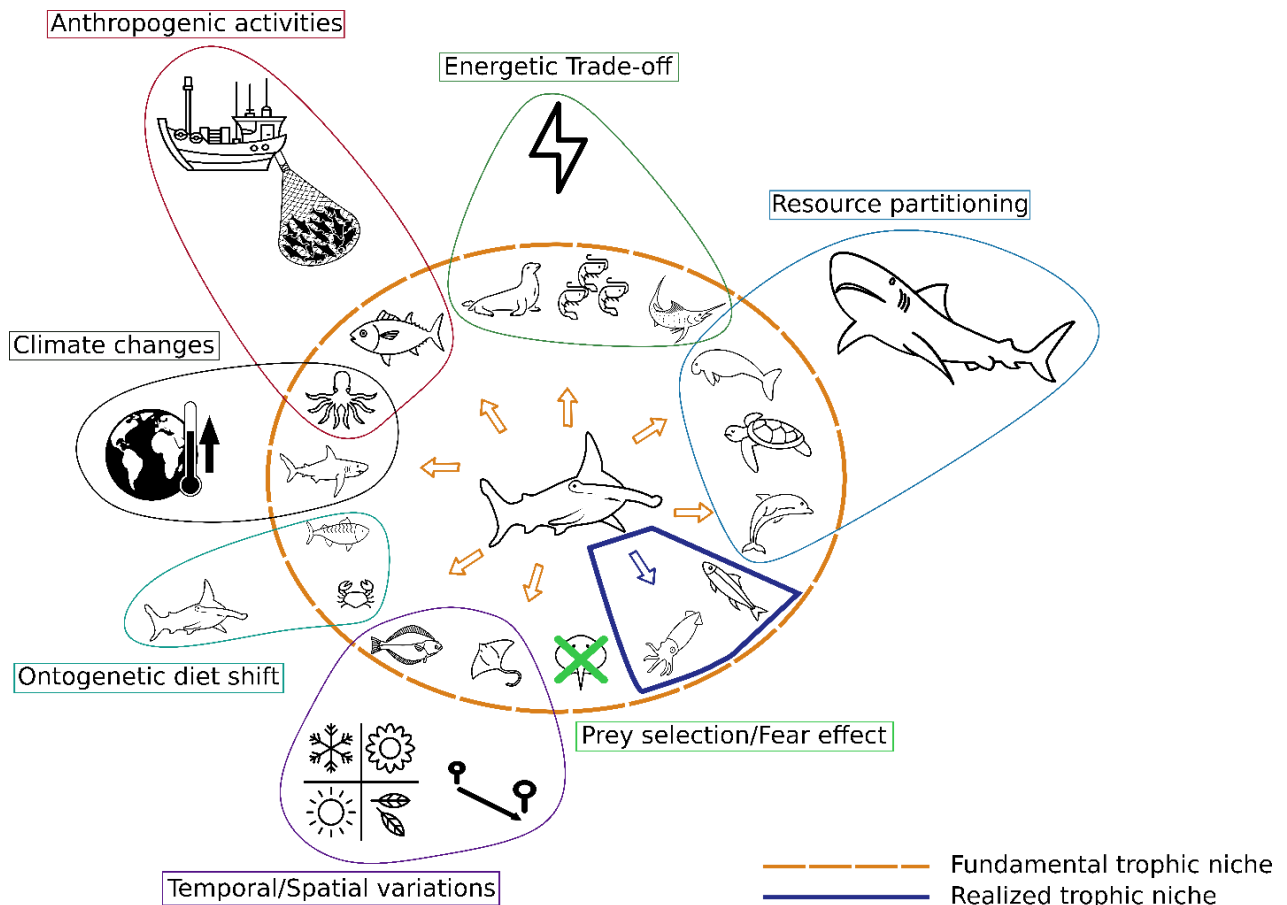 Anthropogenic activities
Energetic Trade-off
Resource partitioning
Climate changes
Ontogenetic diet shift
Prey selection/Fear effect
Temporal/Spatial variations
Fundamental trophic niche
Realized trophic niche